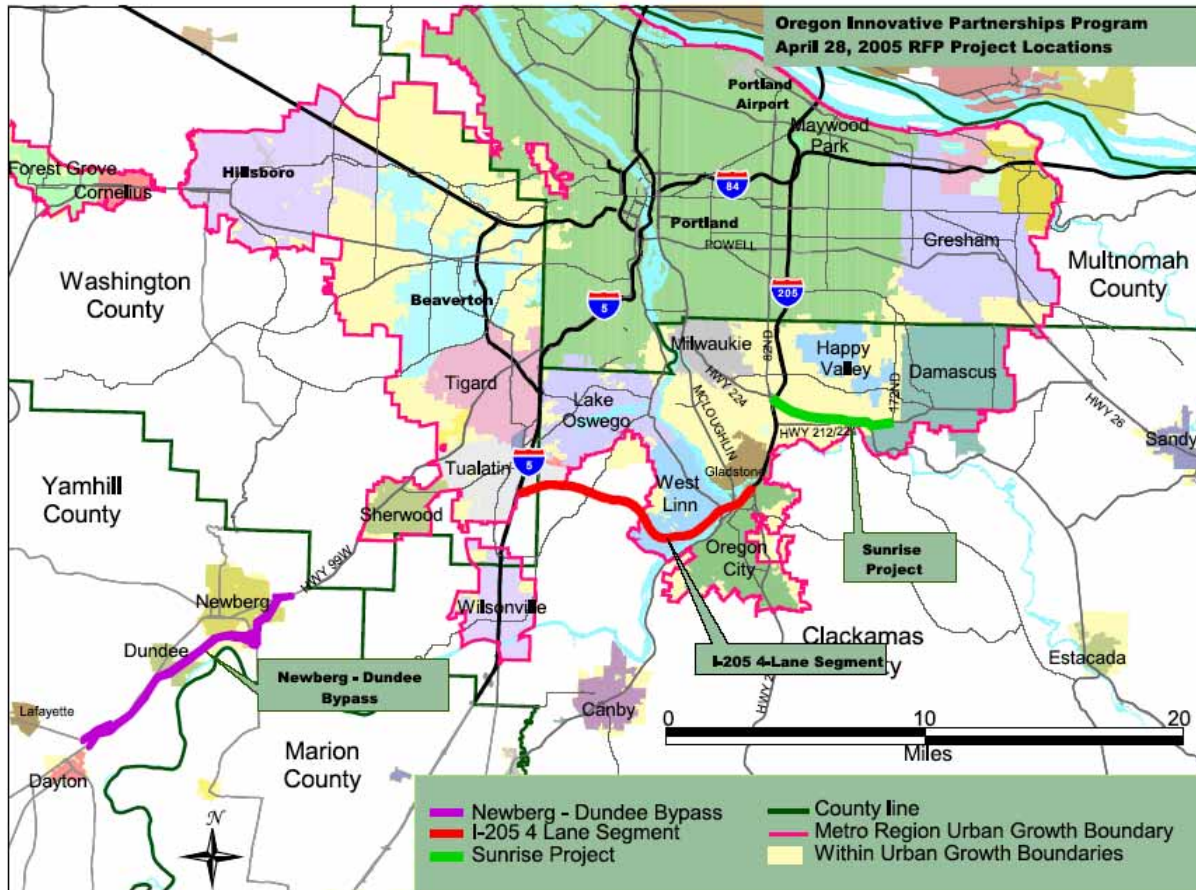 Oregon Innovative Partnerships Program
April 28, 2005 RFP Project Locations
Portland
Airport
Maywood
Park
Forest Grove
Cornelius
Hillsboro
84
Portland
POWELL
Gresham
Washington
County
Multnomah
County
Beaverton
5
205
Milwaukie
82ND
Happy
Valley
Damascus
172ND
HWY 224
MCLOUGHLIN
HWY 26
Tigard
Lake
Oswego
HWY 212/224
Sandy
Tualatin
5
Gladstone
West
Linn
Yamhill
County
Sherwood
HWY 99W
Oregon
City
Sunrise
Project
Newberg
Wilsonville
Clackamas
Dundee
I-205 4-Lane Segment
Estacada
Newberg - Dundee
Bypass
Canby
Lafayette
0 10 20
Miles
Marion
County
Dayton
N
Newberg - Dundee Bypass
I-205 4 Lane Segment
Sunrise Project
County line
Metro Region Urban Growth Boundary
Within Urban Growth Boundaries